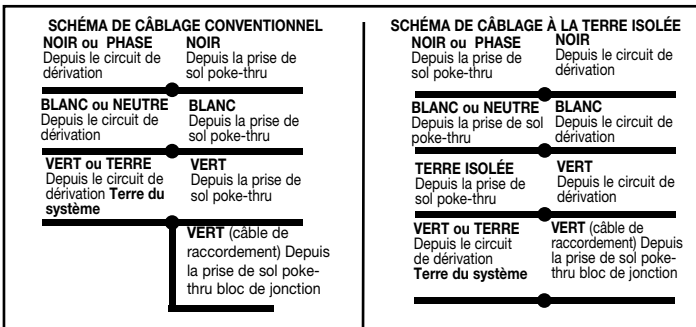 SCHÉMA DE CÂBLAGE CONVENTIONNEL
NOIR ou PHASE
Depuis le circuit de
dérivation
NOIR
Depuis la prise de
sol poke-thru
BLANC ou NEUTRE
Depuis le circuit de
dérivation
BLANC
Depuis la prise de
sol poke-thru
VERT ou TERRE
Depuis le circuit de
dérivation Terre du
système
VERT
Depuis la prise de
sol poke-thru
VERT (câble de
raccordement) Depuis
la prise de sol poke-
thru bloc de jonction
SCHÉMA DE CÂBLAGE À LA TERRE ISOLÉE
NOIR ou PHASE
Depuis la prise de
sol poke-thru
NOIR
Depuis le circuit de
dérivation
BLANC ou NEUTRE
Depuis la prise de sol
poke-thru
BLANC
Depuis le circuit de
dérivation
TERRE ISOLÉE
Depuis la prise de
sol poke-thru
VERT
Depuis le circuit de
dérivation
VERT ou TERRE
Depuis le circuit
de dérivation
Terre du système
VERT (câble de
raccordement) Depuis
la prise de sol poke-
thru bloc de jonction